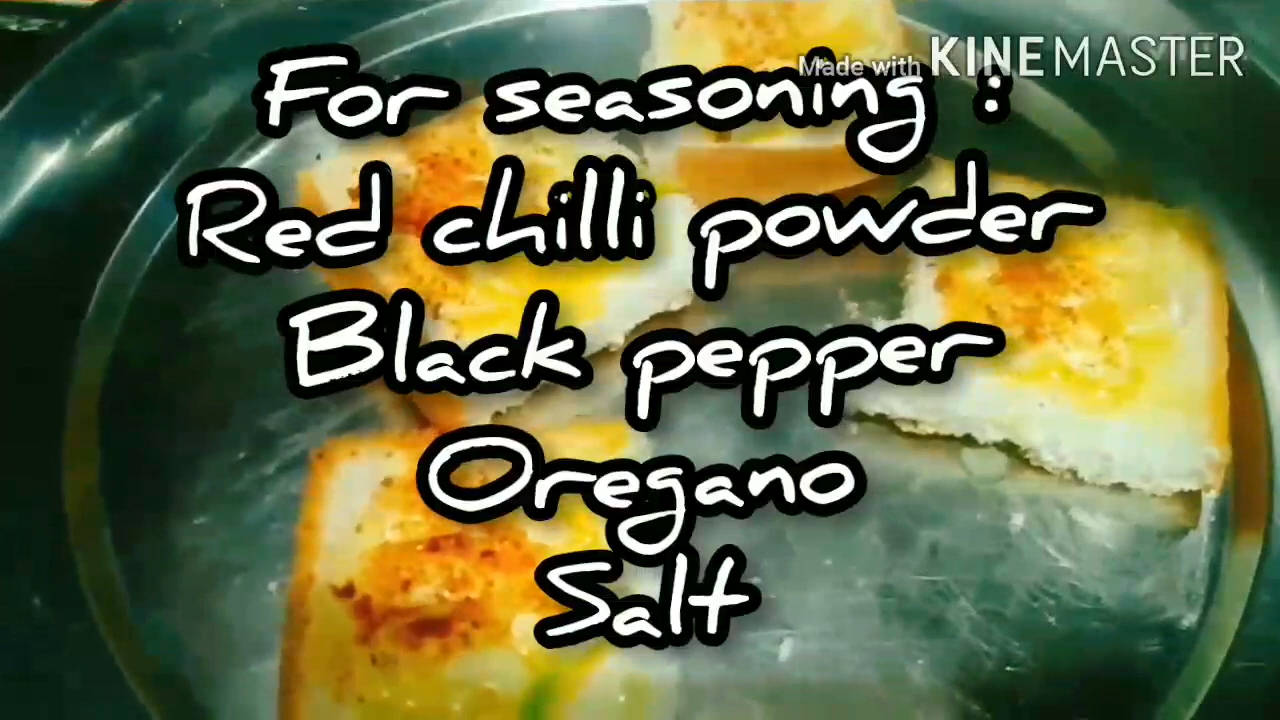 Made with KINEMASTER
For seasoning :
Red chilli powder
Black pepper
Oregano
Salt